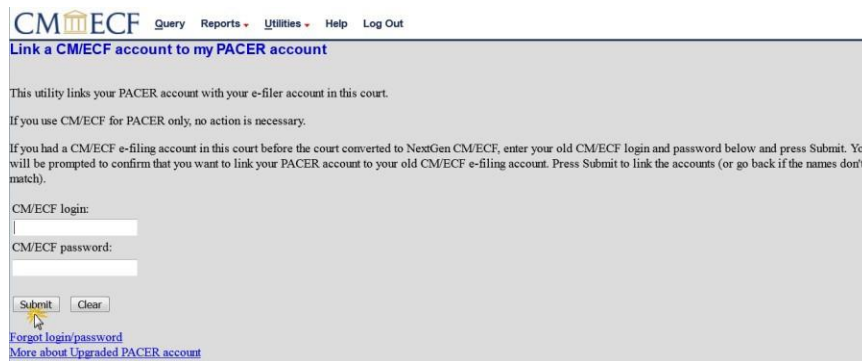 CM ECF Query Reports Utilities Help Log Out
Link a CM/ECF account to my PACER account
This utility links your PACER account with your e-filer account in this court.
If you use CM/ECF for PACER only, no action is necessary.
If you had a CM/ECF e-filing account in this court before the court converted to NextGen CM/ECF, enter your old CM/ECF login and password below and press Submit. Yo
will be prompted to confirm that you want to link your PACER account to your old CM/ECF e-filing account. Press Submit to link the accounts (or go back if the names don'
match).
CM/ECF login:
CM/ECF password:
Submit Clear
Forgot login/password
More about Upgraded PACER account